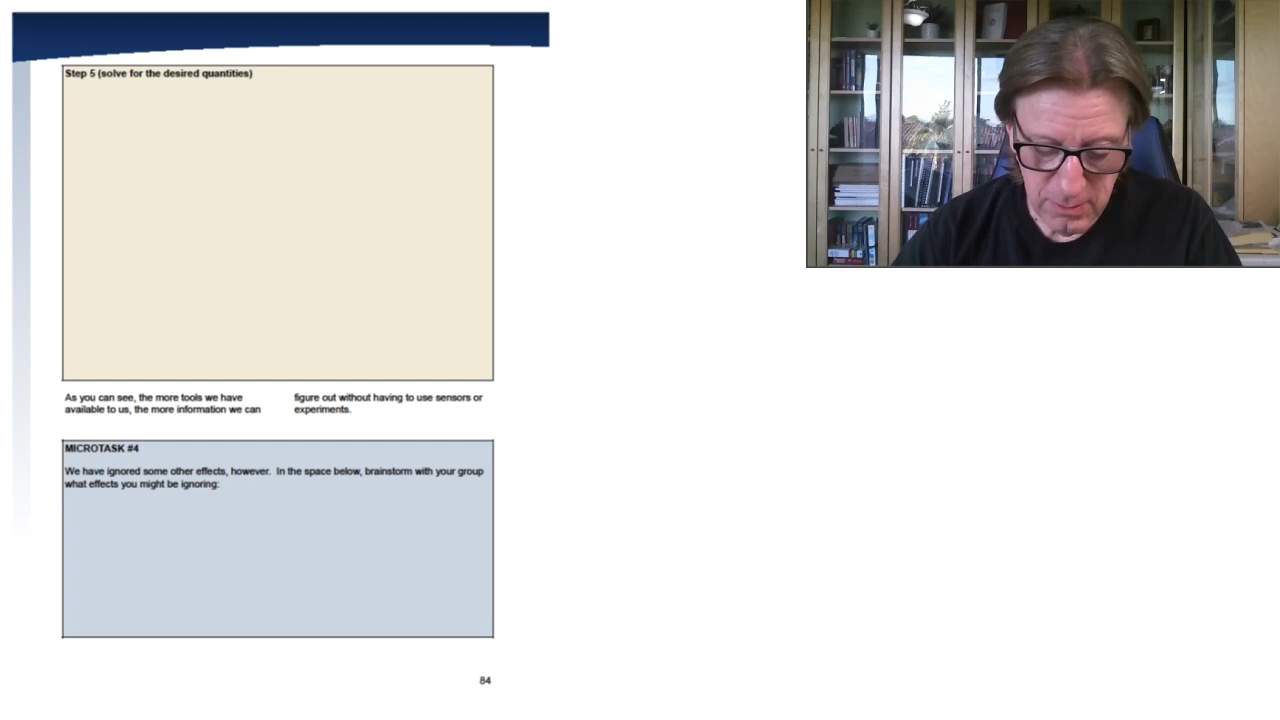 Step 5 (solve for the desired quantities)
As you can see, the more tools we have
available to us, the more information we can
figure out without having to use sensors or
experiments.
MICROTASK #4
We have ignored some other effects, however. In the space below, brainstorm with your group
what effects you might be ignoring:
84